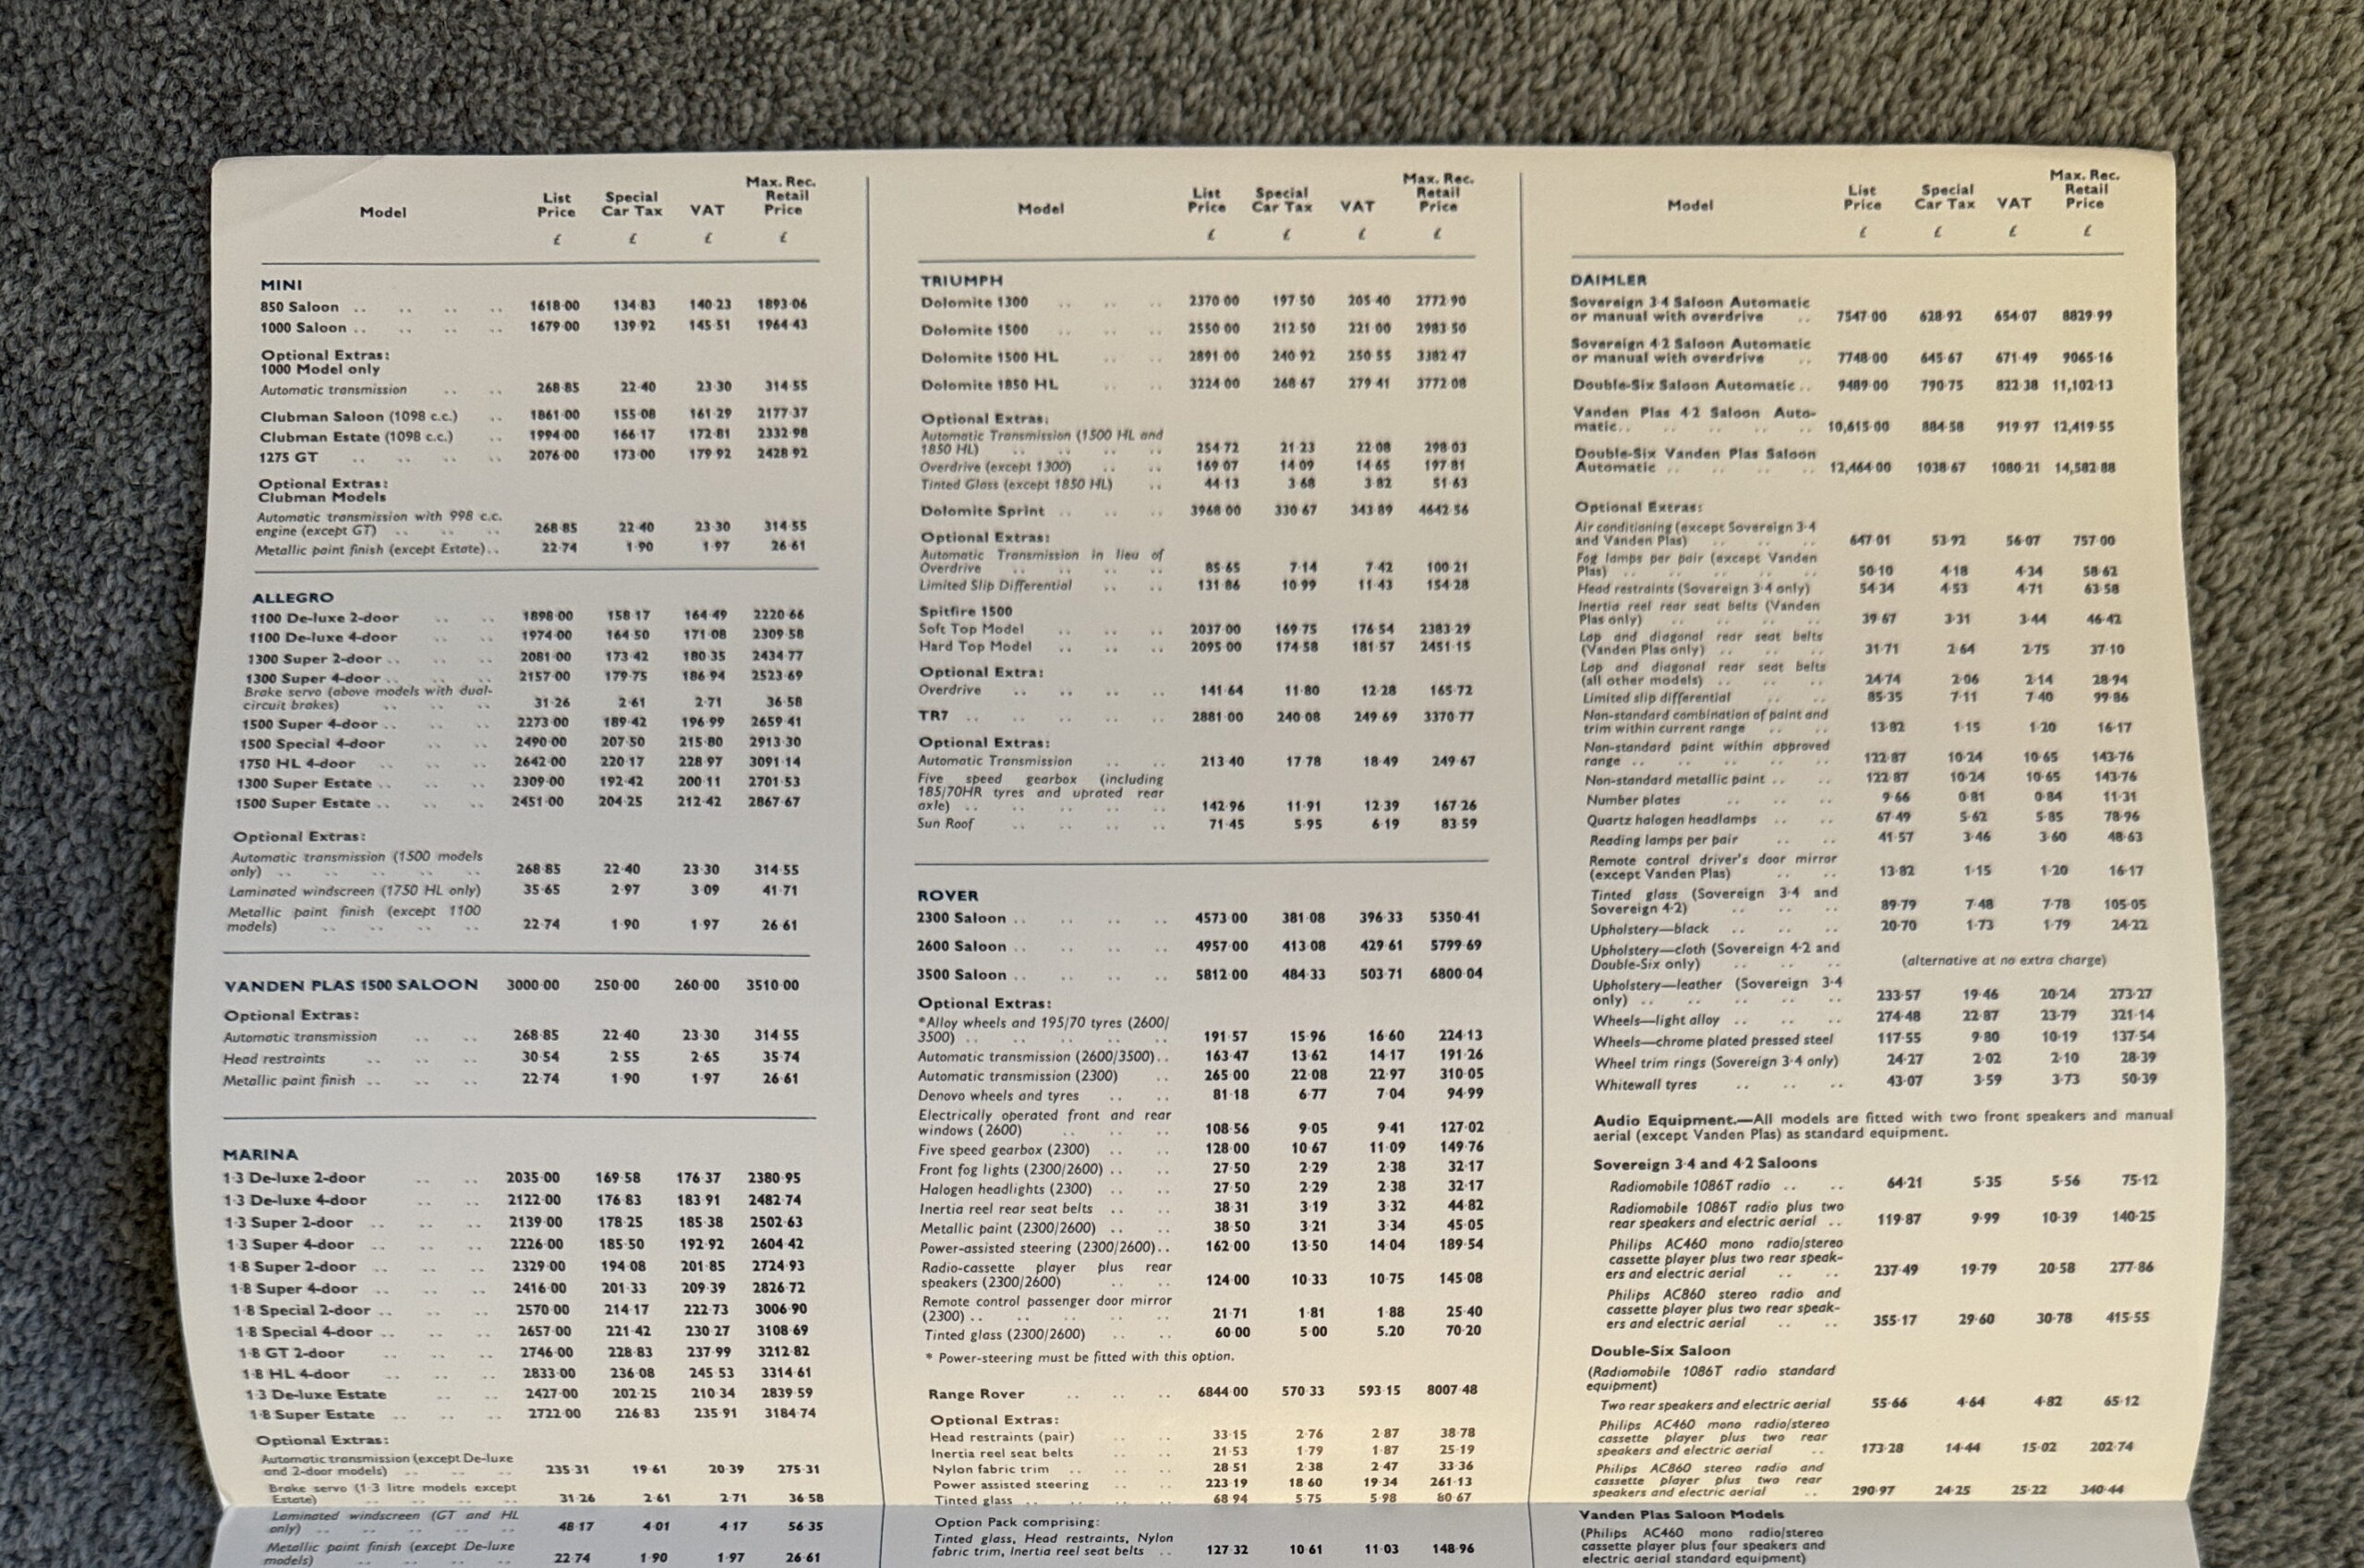 Model List Price Special Car Tax VAT Max. Rec. Retail Price
£ £ £ £
MINI
850 Saloon .. .. .. .. 1618·00 134·83 140·23 1893·06
1000 Saloon .. .. .. .. 1679·00 139·92 145·51 1964·43
Optional Extras:
1000 Model only
Automatic transmission .. .. 268·85 22·40 23·30 314·55
Clubman Saloon (1098 c.c.) .. 1861·00 155·08 161·29 2177·37
Clubman Estate (1098 c.c.) .. 1994·00 166·17 172·81 2332·98
1275 GT .. .. .. .. 2076·00 173·00 179·92 2428·92
Optional Extras:
Clubman Models
Automatic transmission with 998 c.c.
engine (except GT) .. .. .. 268·85 22·40 23·30 314·55
Metallic paint finish (except Estate).. 22·74 1·90 1·97 26·61
ALLEGRO
1100 De-luxe 2-door .. .. 1898·00 158·17 164·49 2220·66
1100 De-luxe 4-door .. .. 1974·00 164·50 171·08 2309·58
1300 Super 2-door .. .. .. 2081·00 173·42 180·35 2434·77
1300 Super 4-door .. .. .. 2157·00 179·75 186·94 2523·69
Brake servo (above models with dual-
circuit brakes) .. .. .. 31·26 2·61 2·71 36·58
1500 Super 4-door .. .. .. 2273·00 189·42 196·99 2659·41
1500 Special 4-door .. .. 2490·00 207·50 215·80 2913·30
1750 HL 4-door .. .. .. 2642·00 220·17 228·97 3091·14
1300 Super Estate .. .. .. 2309·00 192·42 200·11 2701·53
1500 Super Estate .. .. .. 2451·00 204·25 212·42 2867·67
Optional Extras:
Automatic transmission (1500 models
only) .. .. .. .. .. 268·85 22·40 23·30 314·55
Laminated windscreen (1750 HL only) 35·65 2·97 3·09 41·71
Metallic paint finish (except 1100
models) .. .. .. .. 22·74 1·90 1·97 26·61
VANDEN PLAS 1500 SALOON 3000·00 250·00 260·00 3510·00
Optional Extras:
Automatic transmission .. .. 268·85 22·40 23·30 314·55
Head restraints .. .. .. 30·54 2·55 2·65 35·74
Metallic paint finish .. .. .. 22·74 1·90 1·97 26·61
MARINA
1·3 De-luxe 2-door .. .. 2035·00 169·58 176·37 2380·95
1·3 De-luxe 4-door .. .. 2122·00 176·83 183·91 2482·74
1·3 Super 2-door .. .. .. 2139·00 178·25 185·38 2502·63
1·3 Super 4-door .. .. .. 2226·00 185·50 192·92 2604·42
1·8 Super 2-door .. .. .. 2329·00 194·08 201·85 2724·93
1·8 Super 4-door .. .. .. 2416·00 201·33 209·39 2826·72
1·8 Special 2-door .. .. .. 2570·00 214·17 222·73 3006·90
1·8 Special 4-door .. .. .. 2657·00 221·42 230·27 3108·69
1·8 GT 2-door .. .. .. 2746·00 228·83 237·99 3212·82
1·8 HL 4-door .. .. .. 2833·00 236·08 245·53 3314·61
1·3 De-luxe Estate .. .. 2427·00 202·25 210·34 2839·59
1·8 Super Estate .. .. .. 2722·00 226·83 235·91 3184·74
Optional Extras:
Automatic transmission (except De-luxe
and 2-door models) .. .. .. 235·31 19·61 20·39 275·31
Brake servo (1·3 litre models except
Estate) .. .. .. .. 31·26 2·61 2·71 36·58
Laminated windscreen (GT and HL
only) .. .. .. .. .. 48·17 4·01 4·17 56·35
Metallic paint finish (except De-luxe
models) .. .. .. .. 22·74 1·90 1·97 26·61
Model List Price Special Car Tax VAT Max. Rec. Retail Price
£ £ £ £
TRIUMPH
Dolomite 1300 .. .. .. 2370·00 197·50 205·40 2772·90
Dolomite 1500 .. .. .. 2550·00 212·50 221·00 2983·50
Dolomite 1500 HL .. .. 2891·00 240·92 250·55 3382·47
Dolomite 1850 HL .. .. 3224·00 268·67 279·41 3772·08
Optional Extras:
Automatic Transmission (1500 HL and
1850 HL) .. .. .. .. 254·72 21·23 22·08 298·03
Overdrive (except 1300) .. .. 169·07 14·09 14·65 197·81
Tinted Glass (except 1850 HL) .. 44·13 3·68 3·82 51·63
Dolomite Sprint .. .. .. 3968·00 330·67 343·89 4642·56
Optional Extras:
Automatic Transmission in lieu of
Overdrive .. .. .. .. 85·65 7·14 7·42 100·21
Limited Slip Differential .. .. 131·86 10·99 11·43 154·28
Spitfire 1500
Soft Top Model .. .. .. 2037·00 169·75 176·54 2383·29
Hard Top Model .. .. .. 2095·00 174·58 181·57 2451·15
Optional Extra:
Overdrive .. .. .. .. 141·64 11·80 12·28 165·72
TR7 .. .. .. .. .. 2881·00 240·08 249·69 3370·77
Optional Extras:
Automatic Transmission .. .. 213·40 17·78 18·49 249·67
Five speed gearbox (including
185/70HR tyres and uprated rear
axle) .. .. .. .. .. 142·96 11·91 12·39 167·26
Sun Roof .. .. .. .. 71·45 5·95 6·19 83·59
ROVER
2300 Saloon .. .. .. .. 4573·00 381·08 396·33 5350·41
2600 Saloon .. .. .. .. 4957·00 413·08 429·61 5799·69
3500 Saloon .. .. .. .. 5812·00 484·33 503·71 6800·04
Optional Extras:
*Alloy wheels and 195/70 tyres (2600/
3500) .. .. .. .. .. 191·57 15·96 16·60 224·13
Automatic transmission (2600/3500).. 163·47 13·62 14·17 191·26
Automatic transmission (2300) .. 265·00 22·08 22·97 310·05
Denovo wheels and tyres .. .. 81·18 6·77 7·04 94·99
Electrically operated front and rear
windows (2600) .. .. .. 108·56 9·05 9·41 127·02
Five speed gearbox (2300) .. .. 128·00 10·67 11·09 149·76
Front fog lights (2300/2600) .. .. 27·50 2·29 2·38 32·17
Halogen headlights (2300) .. .. 27·50 2·29 2·38 32·17
Inertia reel rear seat belts .. .. 38·31 3·19 3·32 44·82
Metallic paint (2300/2600) .. .. 38·50 3·21 3·34 45·05
Power-assisted steering (2300/2600).. 162·00 13·50 14·04 189·54
Radio-cassette player plus rear
speakers (2300/2600) .. .. 124·00 10·33 10·75 145·08
Remote control passenger door mirror
(2300) .. .. .. .. .. 21·71 1·81 1·88 25·40
Tinted glass (2300/2600) .. .. 60·00 5·00 5.20 70·20
* Power-steering must be fitted with this option.
Range Rover .. .. .. 6844·00 570·33 593·15 8007·48
Optional Extras:
Head restraints (pair) .. .. 33·15 2·76 2·87 38·78
Inertia reel seat belts .. .. 21·53 1·79 1·87 25·19
Nylon fabric trim .. .. .. 28·51 2·38 2·47 33·36
Power assisted steering .. .. 223·19 18·60 19·34 261·13
Tinted glass .. .. .. .. 68·94 5·75 5·98 80·67
Option Pack comprising:
Tinted glass, Head restraints, Nylon
fabric trim, Inertia reel seat belts .. 127·32 10·61 11·03 148·96
Model List Price Special Car Tax VAT Max. Rec. Retail Price
£ £ £ £
DAIMLER
Sovereign 3·4 Saloon Automatic
or manual with overdrive .. 7547·00 628·92 654·07 8829·99
Sovereign 4·2 Saloon Automatic
or manual with overdrive .. 7748·00 645·67 671·49 9065·16
Double-Six Saloon Automatic .. 9489·00 790·75 822·38 11,102·13
Vanden Plas 4·2 Saloon Auto-
matic.. .. .. .. .. 10,615·00 884·58 919·97 12,419·55
Double-Six Vanden Plas Saloon
Automatic .. .. .. .. 12,464·00 1038·67 1080·21 14,582·88
Optional Extras:
Air conditioning (except Sovereign 3·4
and Vanden Plas) .. .. .. 647·01 53·92 56·07 757·00
Fog lamps per pair (except Vanden
Plas) .. .. .. .. .. 50·10 4·18 4·34 58·62
Head restraints (Sovereign 3·4 only) 54·34 4·53 4·71 63·58
Inertia reel rear seat belts (Vanden
Plas only) .. .. .. .. 39·67 3·31 3·44 46·42
Lap and diagonal rear seat belts
(Vanden Plas only) .. .. .. 31·71 2·64 2·75 37·10
Lap and diagonal rear seat belts
(all other models) .. .. .. 24·74 2·06 2·14 28·94
Limited slip differential .. .. 85·35 7·11 7·40 99·86
Non-standard combination of paint and
trim within current range .. .. 13·82 1·15 1·20 16·17
Non-standard paint within approved
range .. .. .. .. .. 122·87 10·24 10·65 143·76
Non-standard metallic paint .. .. 122·87 10·24 10·65 143·76
Number plates .. .. .. 9·66 0·81 0·84 11·31
Quartz halogen headlamps .. .. 67·49 5·62 5·85 78·96
Reading lamps per pair .. .. 41·57 3·46 3·60 48·63
Remote control driver's door mirror
(except Vanden Plas) .. .. 13·82 1·15 1·20 16·17
Tinted glass (Sovereign 3·4 and
Sovereign 4·2) .. .. .. 89·79 7·48 7·78 105·05
Upholstery—black .. .. .. 20·70 1·73 1·79 24·22
Upholstery—cloth (Sovereign 4·2 and
Double-Six only) .. .. .. (alternative at no extra charge)
Upholstery—leather (Sovereign 3·4
only) .. .. .. .. .. 233·57 19·46 20·24 273·27
Wheels—light alloy .. .. .. 274·48 22·87 23·79 321·14
Wheels—chrome plated pressed steel 117·55 9·80 10·19 137·54
Wheel trim rings (Sovereign 3·4 only) 24·27 2·02 2·10 28·39
Whitewall tyres .. .. .. 43·07 3·59 3·73 50·39
Audio Equipment.—All models are fitted with two front speakers and manual
aerial (except Vanden Plas) as standard equipment.
Sovereign 3·4 and 4·2 Saloons
Radiomobile 1086T radio .. .. 64·21 5·35 5·56 75·12
Radiomobile 1086T radio plus two
rear speakers and electric aerial .. 119·87 9·99 10·39 140·25
Philips AC460 mono radio/stereo
cassette player plus two rear speak-
ers and electric aerial .. .. 237·49 19·79 20·58 277·86
Philips AC860 stereo radio and
cassette player plus two rear speak-
ers and electric aerial .. .. 355·17 29·60 30·78 415·55
Double-Six Saloon
(Radiomobile 1086T radio standard
equipment)
Two rear speakers and electric aerial 55·66 4·64 4·82 65·12
Philips AC460 mono radio/stereo
cassette player plus two rear
speakers and electric aerial .. 173·28 14·44 15·02 202·74
Philips AC860 stereo radio and
cassette player plus two rear
speakers and electric aerial .. 290·97 24·25 25·22 340·44
Vanden Plas Saloon Models
(Philips AC460 mono radio/stereo
cassette player plus four speakers and
electric aerial standard equipment)